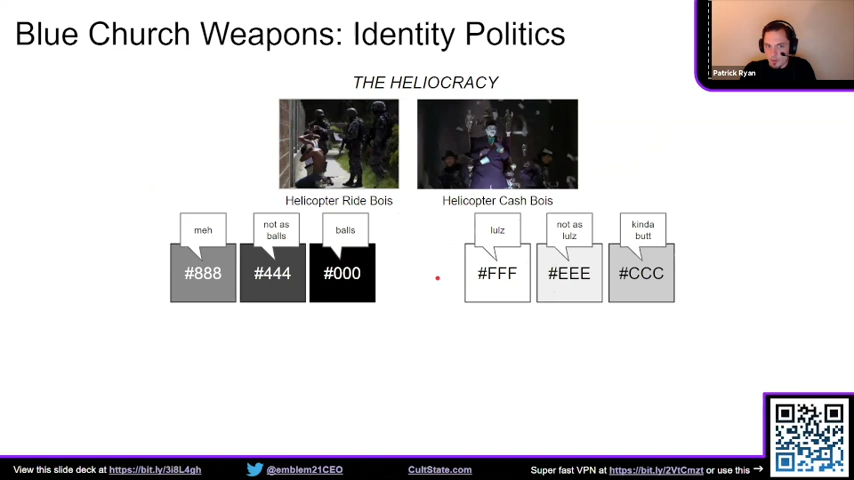 Blue Church Weapons: Identity Politics
Patrick Ryan
THE HELIOCRACY
Helicopter Ride Bois
Helicopter Cash Bois
meh
not as
balls
balls
lulz
not as
lulz
kinda
butt
#888
#444
#000
#FFF
#EEE
#CCC
View this slide deck at https://bit.ly/3i8L4gh
@emblem21CEO
CultState.com
Super fast VPN at https://bit.ly/2VtCmzt or use this →